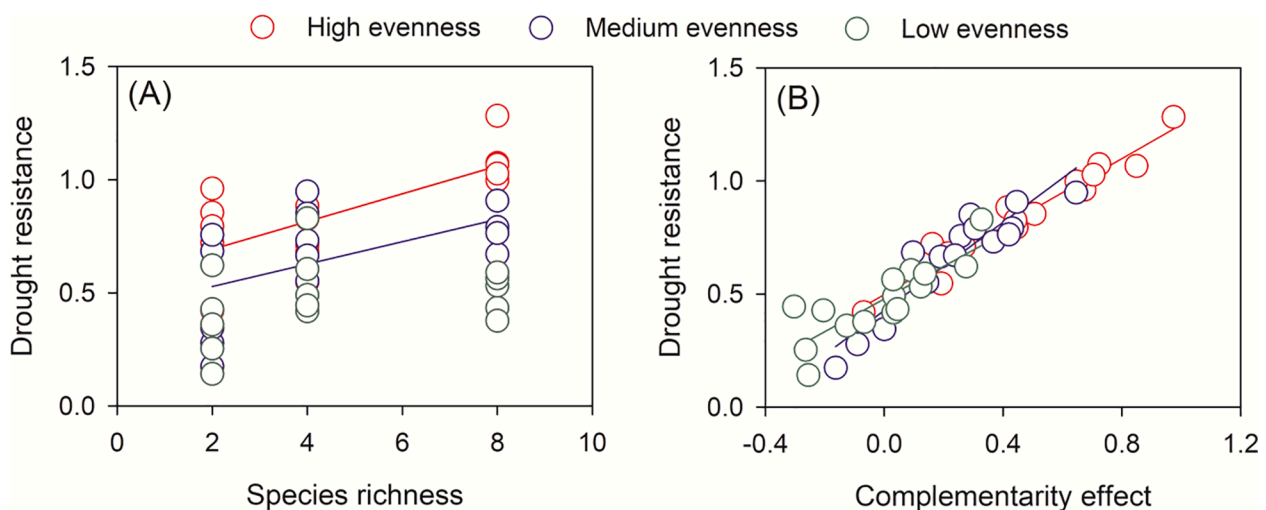 High evenness Medium evenness Low evenness
(A)
Drought resistance
1.5
1.0
0.5
0.0
0 2 4 6 8 10
Species richness
(B)
Drought resistance
1.5
1.0
0.5
0.0
-0.4 0.0 0.4 0.8 1.2
Complementarity effect